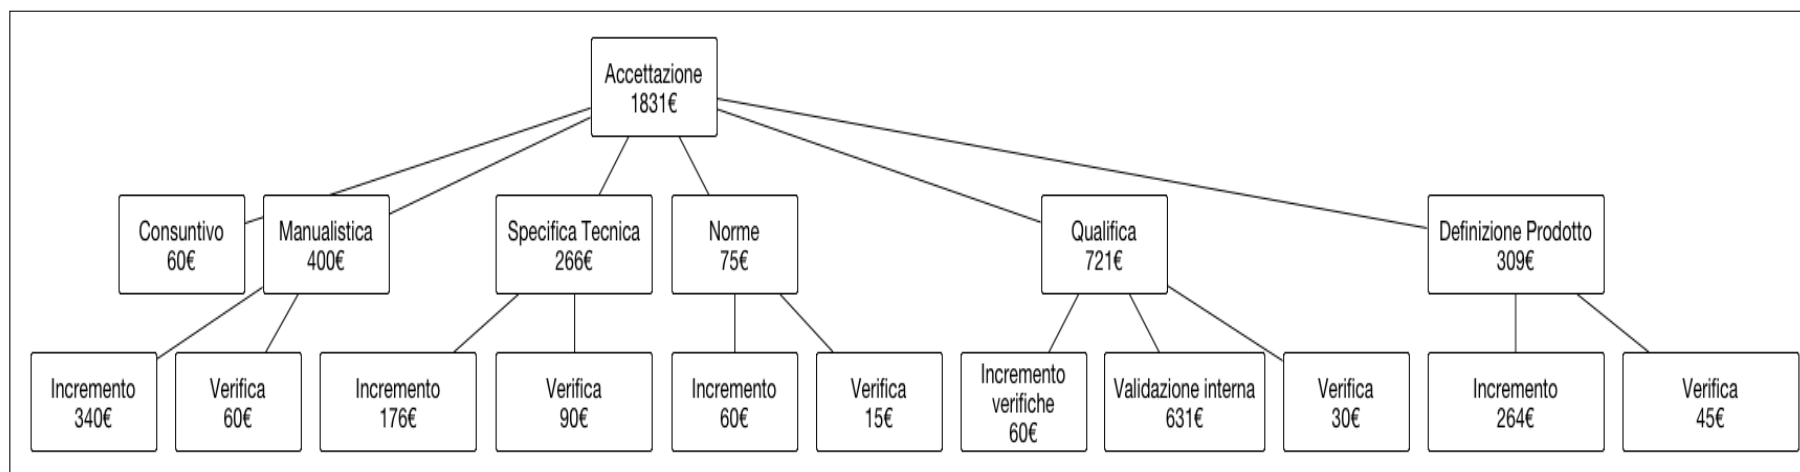 Accettazione
1831€
Consuntivo
60€
Manualistica
400€
Specifica Tecnica
266€
Norme
75€
Qualifica
721€
Definizione Prodotto
309€
Incremento
340€
Verifica
60€
Incremento
176€
Verifica
90€
Incremento
60€
Verifica
15€
Incremento
verifiche
60€
Validazione interna
631€
Verifica
30€
Incremento
264€
Verifica
45€